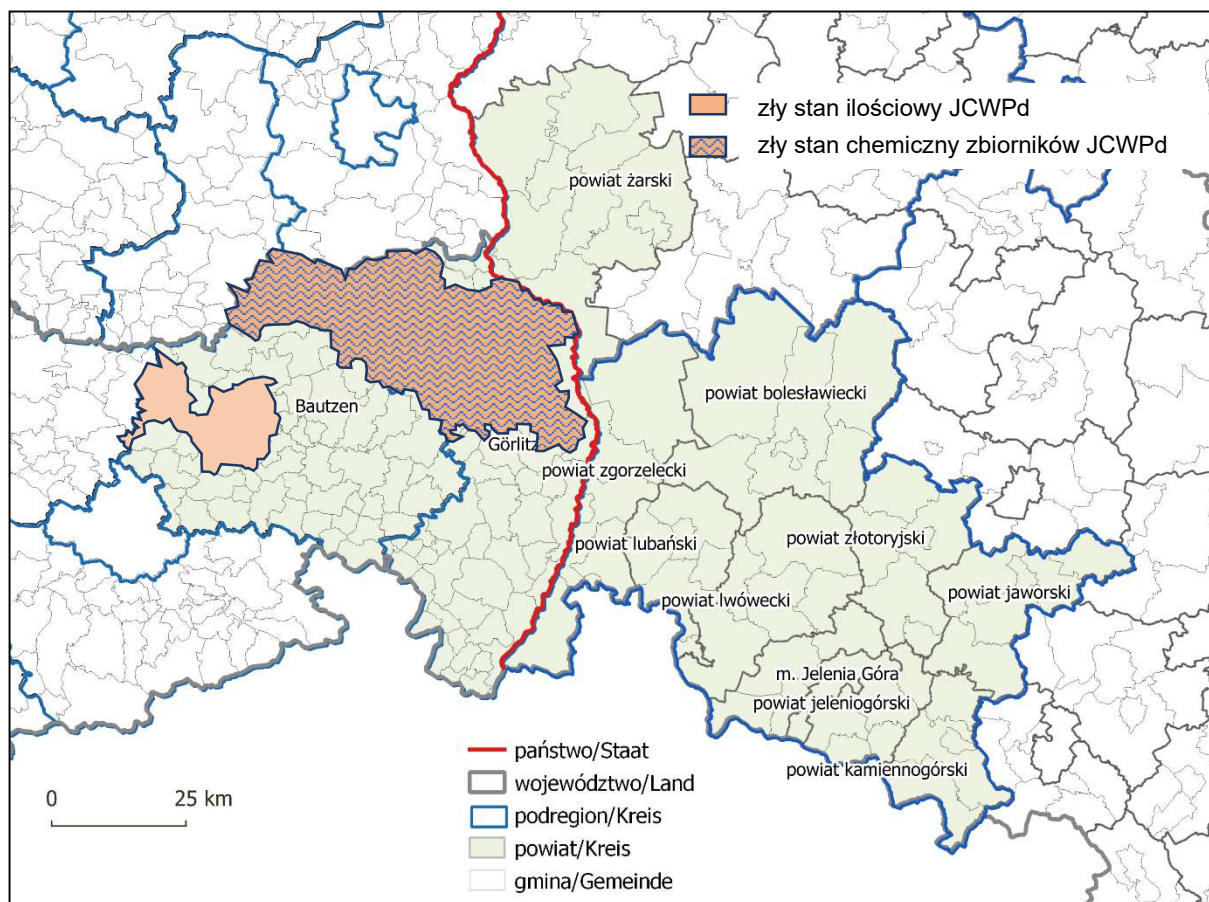 zły stan ilościowy JCWPd
zły stan chemiczny zbiorników JCWPd
powiat żarski
powiat bolesławiecki
Bautzen
Görlitz
powiat zgorzelecki
powiat lubański
powiat złotoryjski
powiat lwówecki
powiat jaworski
m. Jelenia Góra
powiat jeleniogórski
powiat kamiennogórski
państwo/Staat
województwo/Land
podregion/Kreis
powiat/Kreis
gmina/Gemeinde
0 25 km